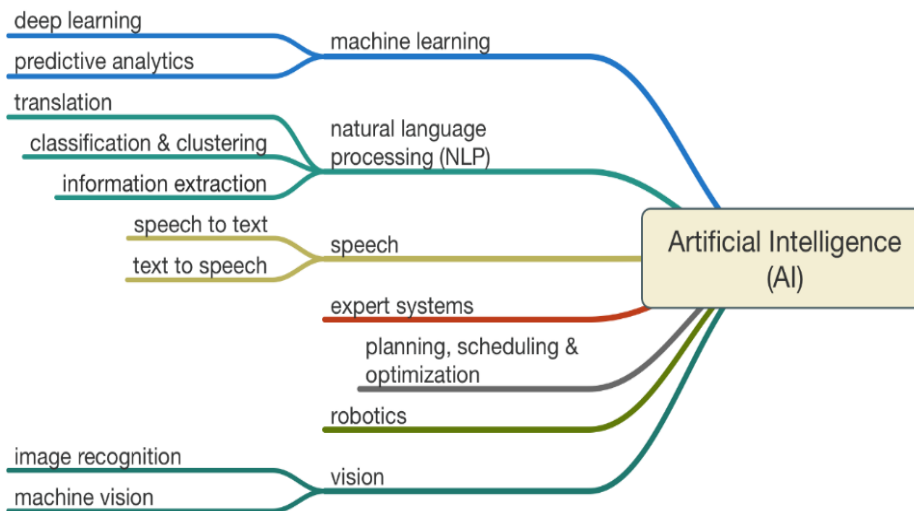 deep learning
predictive analytics
machine learning
translation
classification & clustering
information extraction
natural language
processing (NLP)
speech to text
text to speech
speech
expert systems
planning, scheduling &
optimization
robotics
image recognition
machine vision
vision
Artificial Intelligence
(AI)